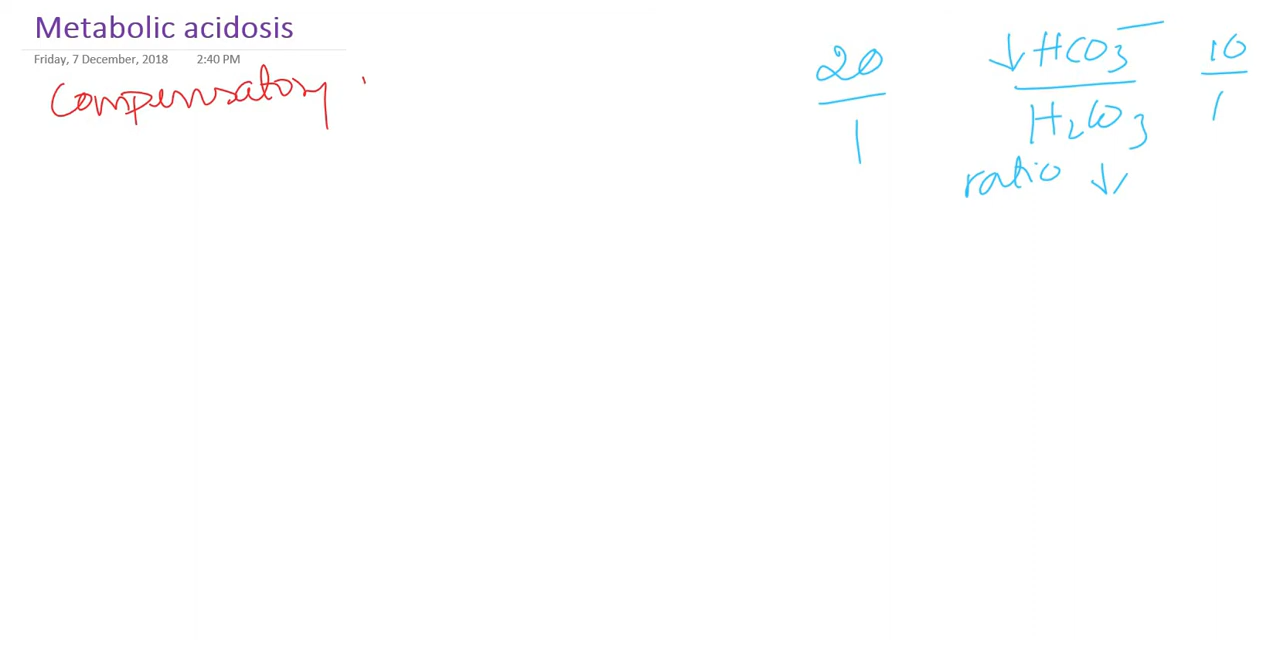 Metabolic acidosis
Friday, 7 December, 2018 2:40 PM
Compensatory
20
1
↓ HCO3⁻
H2CO3
ratio ↓
10
1